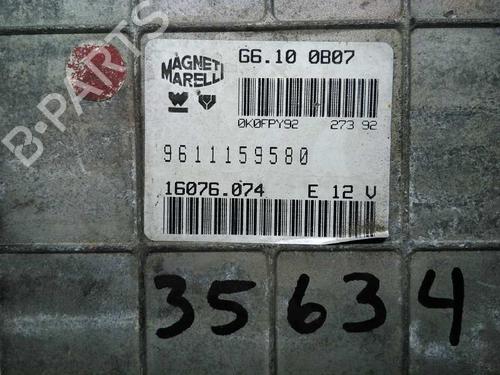 B-PARTS
MAGNETI MARELLI
G6.10 0B07
0K0FPY92 273 92
9611159580
16076.074 E 12 V
35634